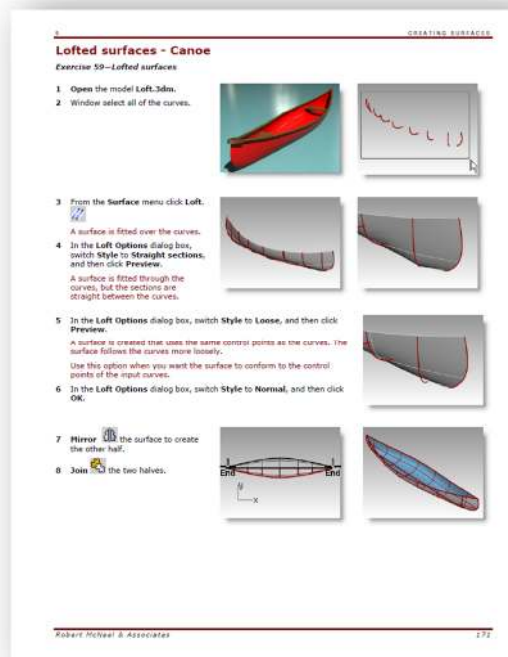 6 CREATING SURFACES
Lofted surfaces - Canoe
Exercise 59—Lofted surfaces
1 Open the model Loft.3dm.
2 Window select all of the curves.
3 From the Surface menu click Loft.
A surface is fitted over the curves.
4 In the Loft Options dialog box,
switch Style to Straight sections,
and then click Preview.
A surface is fitted through the
curves, but the sections are
straight between the curves.
5 In the Loft Options dialog box, switch Style to Loose, and then click
Preview.
A surface is created that uses the same control points as the curves. The
surface follows the curves more loosely.
Use this option when you want the surface to conform to the control
points of the input curves.
6 In the Loft Options dialog box, switch Style to Normal, and then click
OK.
7 Mirror the surface to create
the other half.
8 Join the two halves.
End End
x
Robert McNeel & Associates 171